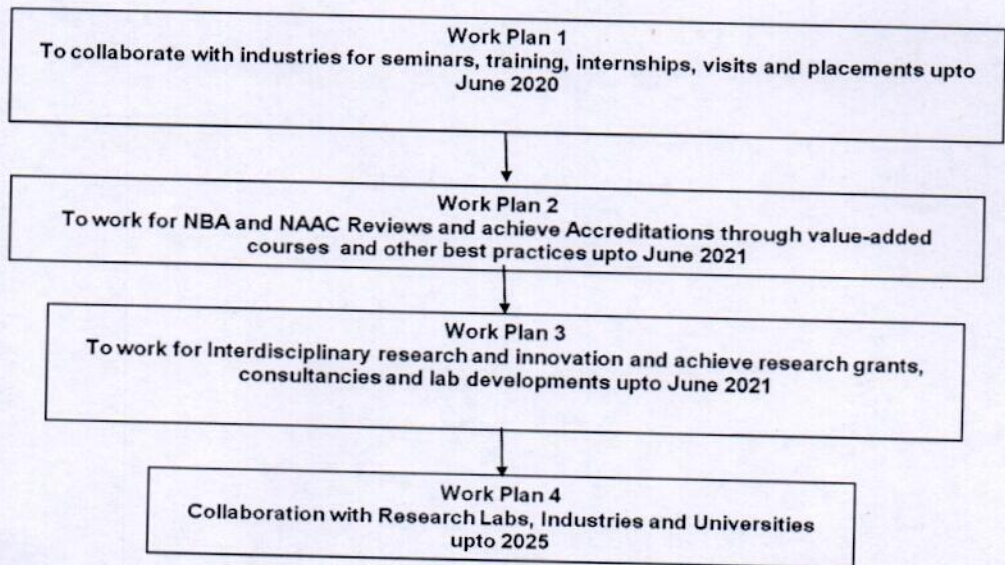 Work Plan 1
To collaborate with industries for seminars, training, internships, visits and placements upto
June 2020
Work Plan 2
To work for NBA and NAAC Reviews and achieve Accreditations through value-added
courses and other best practices upto June 2021
Work Plan 3
To work for Interdisciplinary research and innovation and achieve research grants,
consultancies and lab developments upto June 2021
Work Plan 4
Collaboration with Research Labs, Industries and Universities
upto 2025